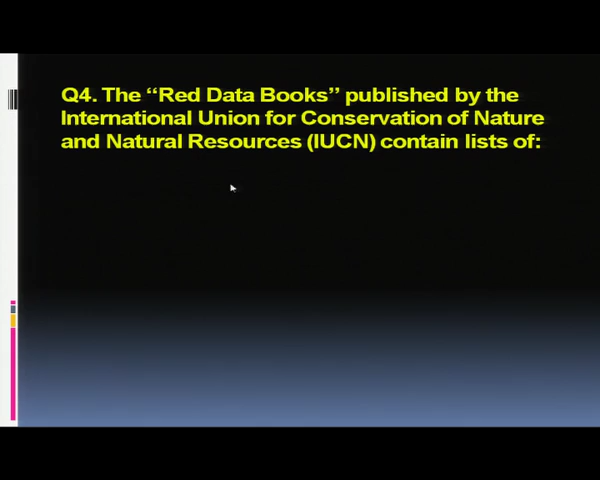 Q4. The “Red Data Books” published by the
International Union for Conservation of Nature
and Natural Resources (IUCN) contain lists of: